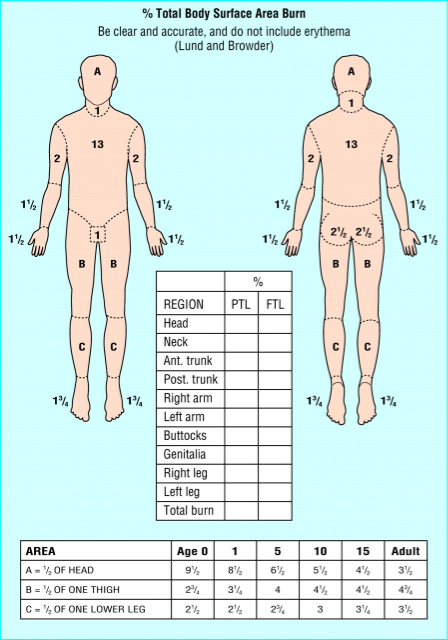 % Total Body Surface Area Burn
Be clear and accurate, and do not include erythema
(Lund and Browder)
A A
1 1
13 13
2 2 2 2
1½ 1½ 1½ 1½
1½ 1½ 1½ 1½
1 2½ 2½
B B B B
C C C C
1¾ 1¾ 1¾ 1¾
%
REGION PTL FTL
Head
Neck
Ant. trunk
Post. trunk
Right arm
Left arm
Buttocks
Genitalia
Right leg
Left leg
Total burn
AREA Age 0 1 5 10 15 Adult
A = ½ OF HEAD 9½ 8½ 6½ 5½ 4½ 3½
B = ½ OF ONE THIGH 2¾ 3¼ 4 4½ 4½ 4¾
C = ½ OF ONE LOWER LEG 2½ 2½ 2¾ 3 3¼ 3½